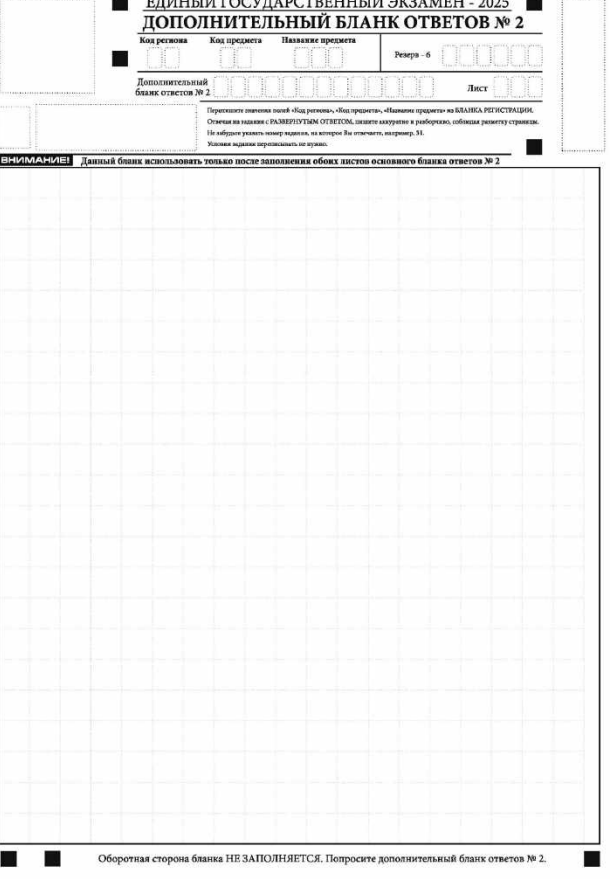 ЕДИНЫЙ ГОСУДАРСТВЕННЫЙ ЭКЗАМЕН - 2025
ДОПОЛНИТЕЛЬНЫЙ БЛАНК ОТВЕТОВ № 2
Код региона Код предмета Название предмета
Резерв - 6
Дополнительный
бланк ответов № 2
Лист
Перепишите значения полей «Код региона», «Код предмета», «Название предмета» из БЛАНКА РЕГИСТРАЦИИ.
Отвечая на задания с РАЗВЕРНУТЫМ ОТВЕТОМ, пишите аккуратно и разборчиво, соблюдая разметку страницы.
Не забудьте указать номер задания, на которое Вы отвечаете, например, 31.
Условия задания переписывать не нужно.
ВНИМАНИЕ! Данный бланк использовать только после заполнения обоих листов основного бланка ответов № 2
Оборотная сторона бланка НЕ ЗАПОЛНЯЕТСЯ. Попросите дополнительный бланк ответов № 2.